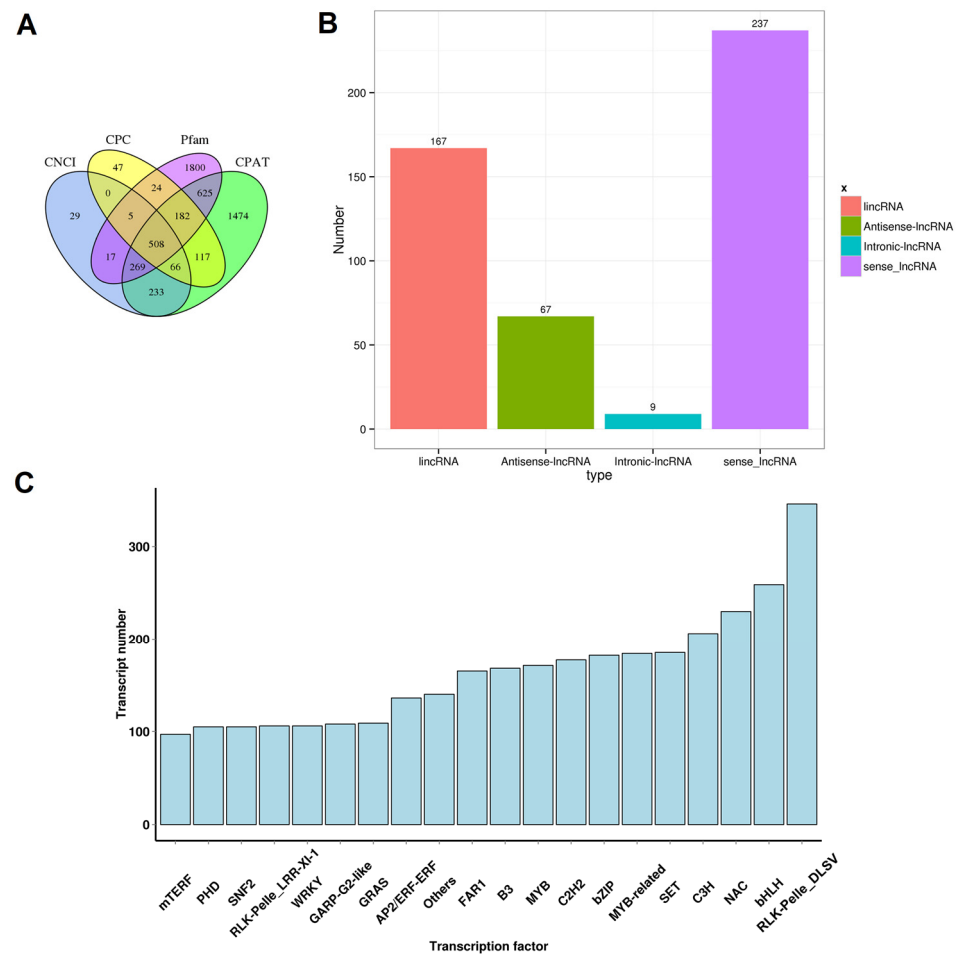 A
CNCI
CPC
Pfam
CPAT
47
1800
0
24
625
29
5
182
1474
508
17
269
66
117
233
B
237
167
67
9
200
150
100
50
0
Number
lincRNA
Antisense-lncRNA
Intronic-lncRNA
sense_lncRNA
type
x
lincRNA
Antisense-lncRNA
Intronic-lncRNA
sense_lncRNA
C
300
200
100
0
Transcript number
mTERF
PHD
SNF2
RLK-Pelle_LRR-XI-1
WRKY
GARP-G2-like
GRAS
AP2/ERF-ERF
Others
FAR1
B3
MYB
C2H2
bZIP
MYB-related
SET
C3H
NAC
bHLH
RLK-Pelle_DLSV
Transcription factor